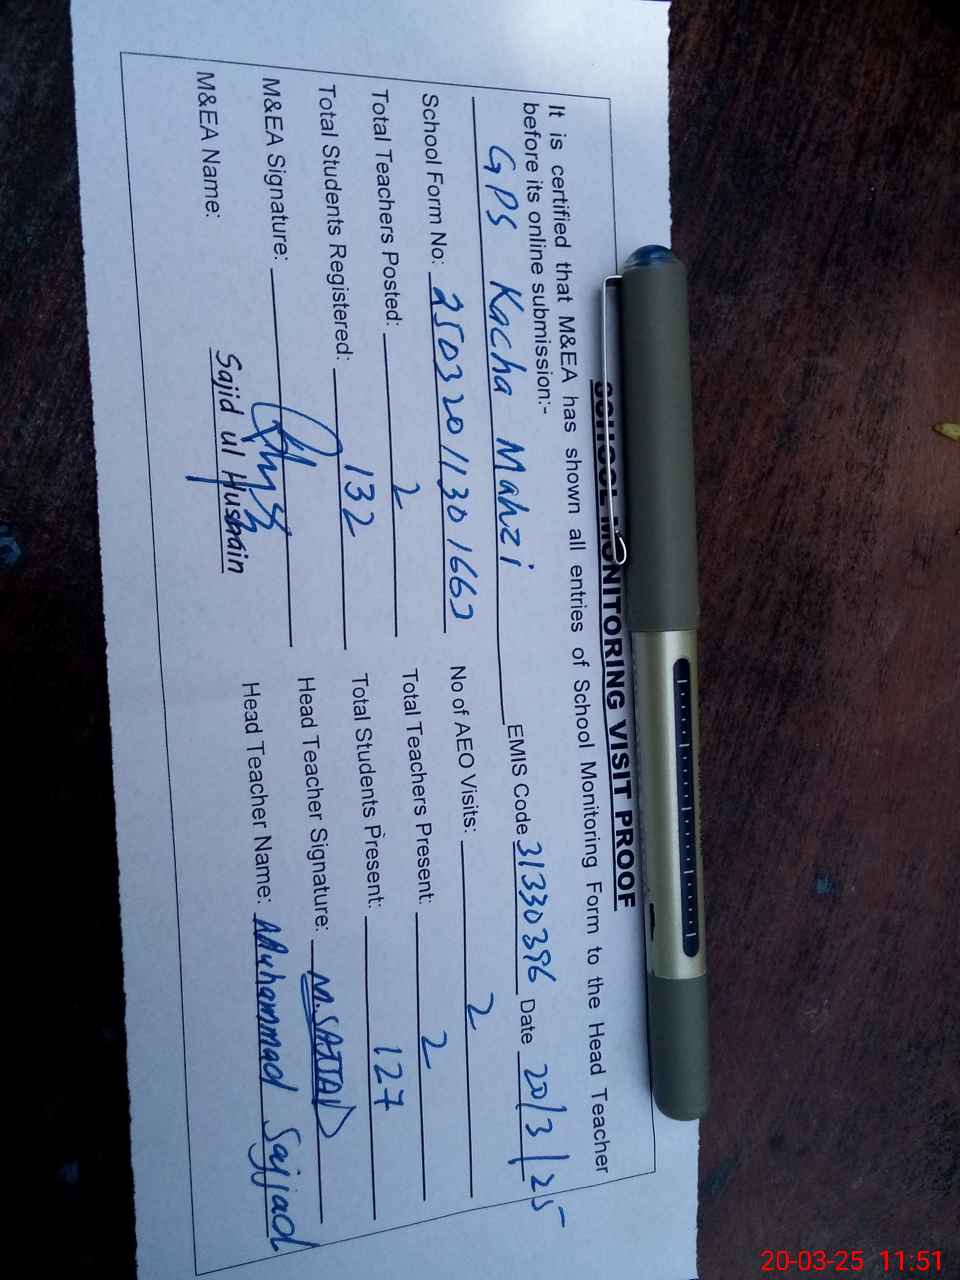 SCHOOL MONITORING VISIT PROOF
It is certified that M&EA has shown all entries of School Monitoring Form to the Head Teacher
before its online submission:-
GPS Kacha Mahzi EMIS Code 31330396 Date 20/3/25
School Form No: 25032011301663 No of AEO Visits: 2
Total Teachers Posted: 2 Total Teachers Present: 2
Total Students Registered: 132 Total Students Present: 127
M&EA Signature: Head Teacher Signature: M.SAJJAD
M&EA Name: Sajid ul Husnain Head Teacher Name: Muhammad Sajjad
20-03-25 11:51